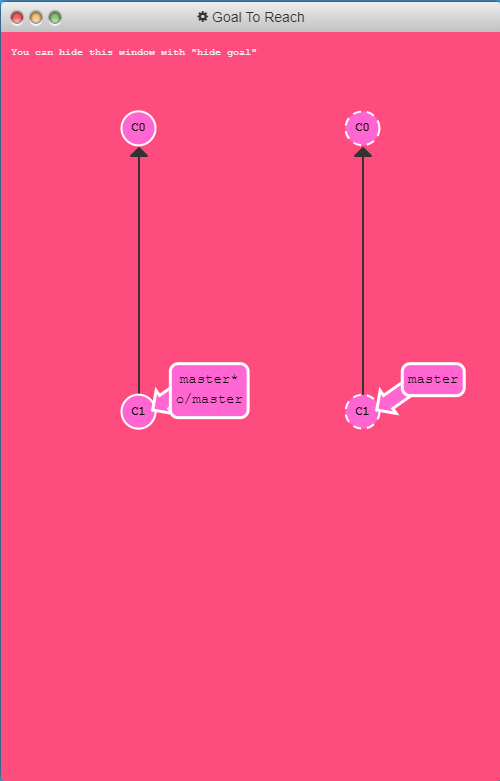 Goal To Reach
You can hide this window with "hide goal"
C0
C0
master*
o/master
master
C1
C1